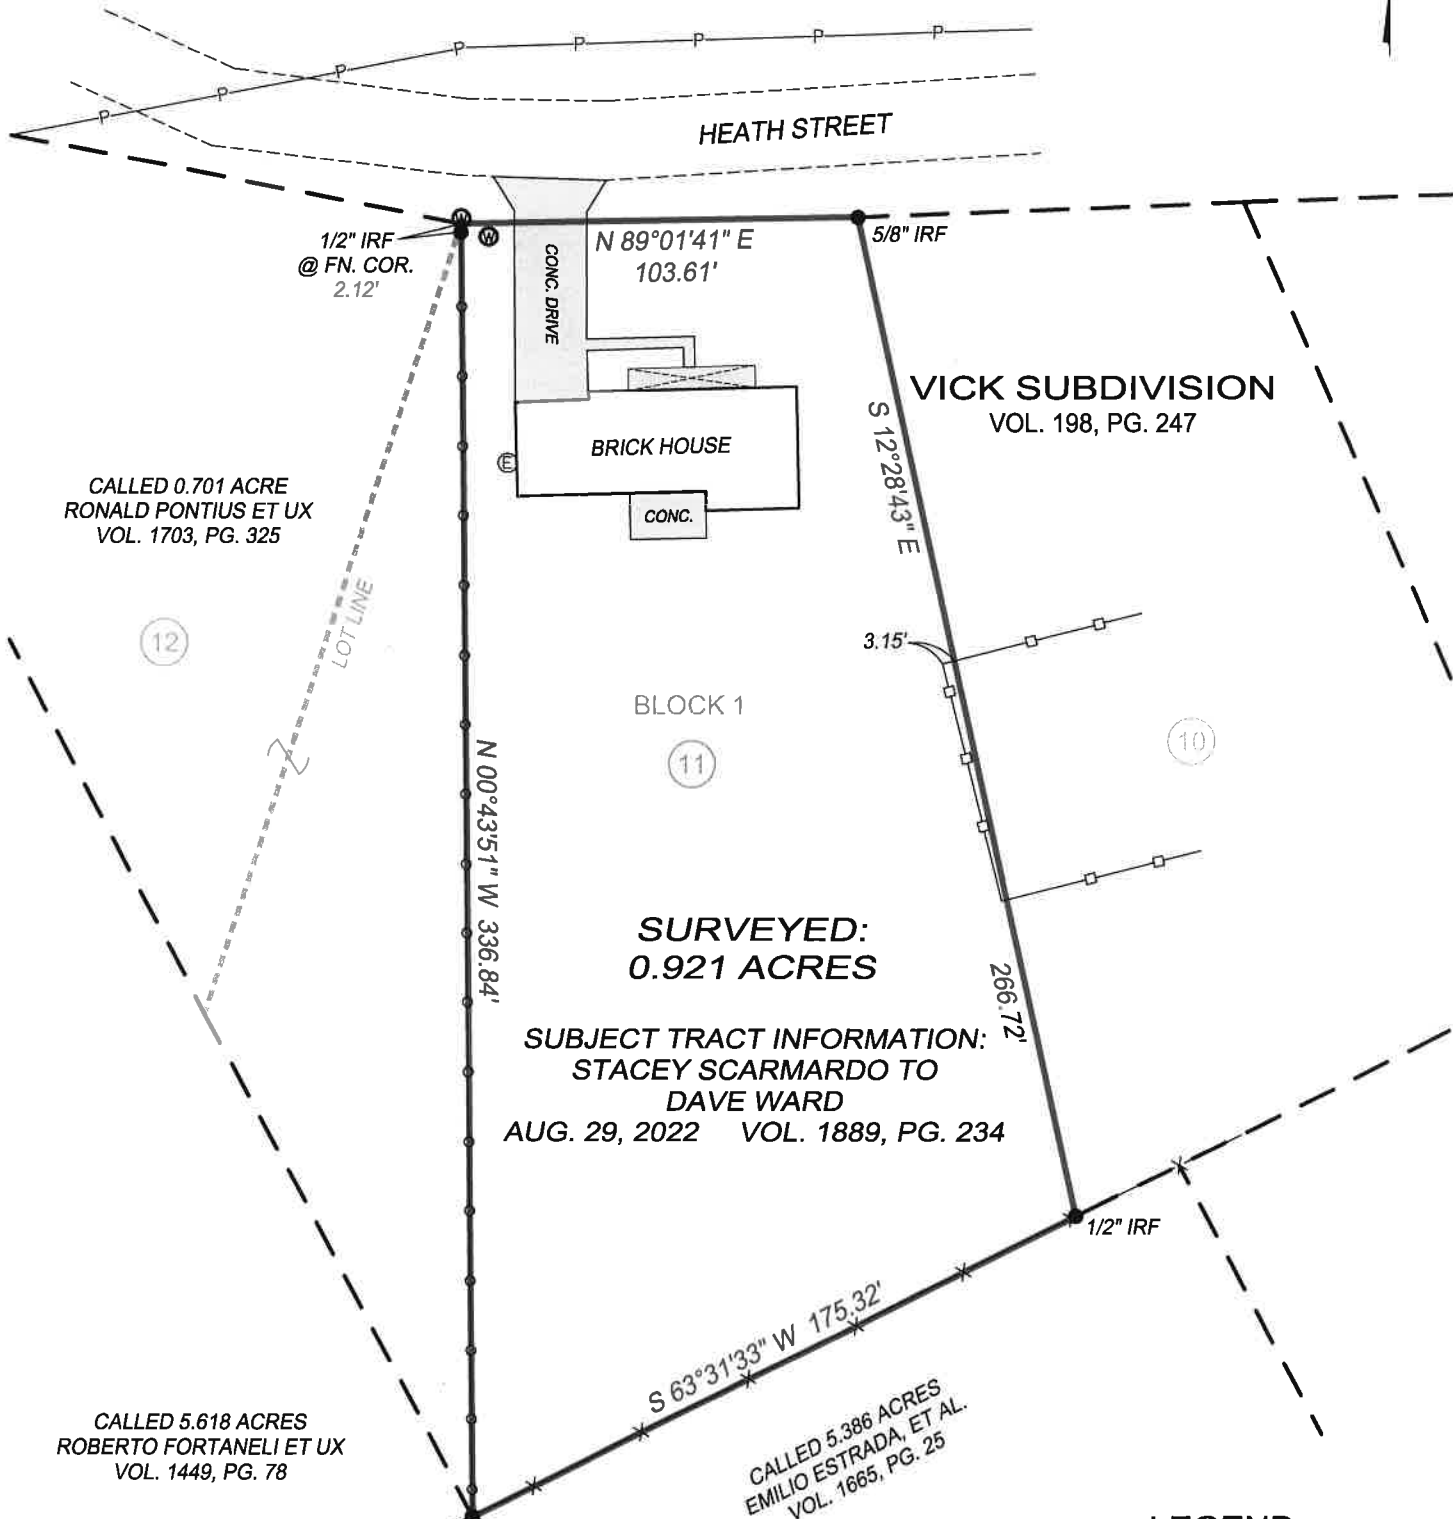 P P P P P
P P P
HEATH STREET
W
W
1/2" IRF
@ FN. COR.
2.12'
N 89°01'41" E
103.61'
5/8" IRF
CONC. DRIVE
VICK SUBDIVISION
VOL. 198, PG. 247
S 12°28'43" E
BRICK HOUSE
E
CONC.
CALLED 0.701 ACRE
RONALD PONTIUS ET UX
VOL. 1703, PG. 325
LOT LINE
12
3.15'
BLOCK 1
11
10
N 00°43'51" W 336.84'
SURVEYED:
0.921 ACRES
266.72'
SUBJECT TRACT INFORMATION:
STACEY SCARMARDO TO
DAVE WARD
AUG. 29, 2022 VOL. 1889, PG. 234
1/2" IRF
S 63°31'33" W 175.32'
CALLED 5.618 ACRES
ROBERTO FORTANELI ET UX
VOL. 1449, PG. 78
CALLED 5.386 ACRES
EMILIO ESTRADA, ET AL.
VOL. 1665, PG. 25
LEGEND